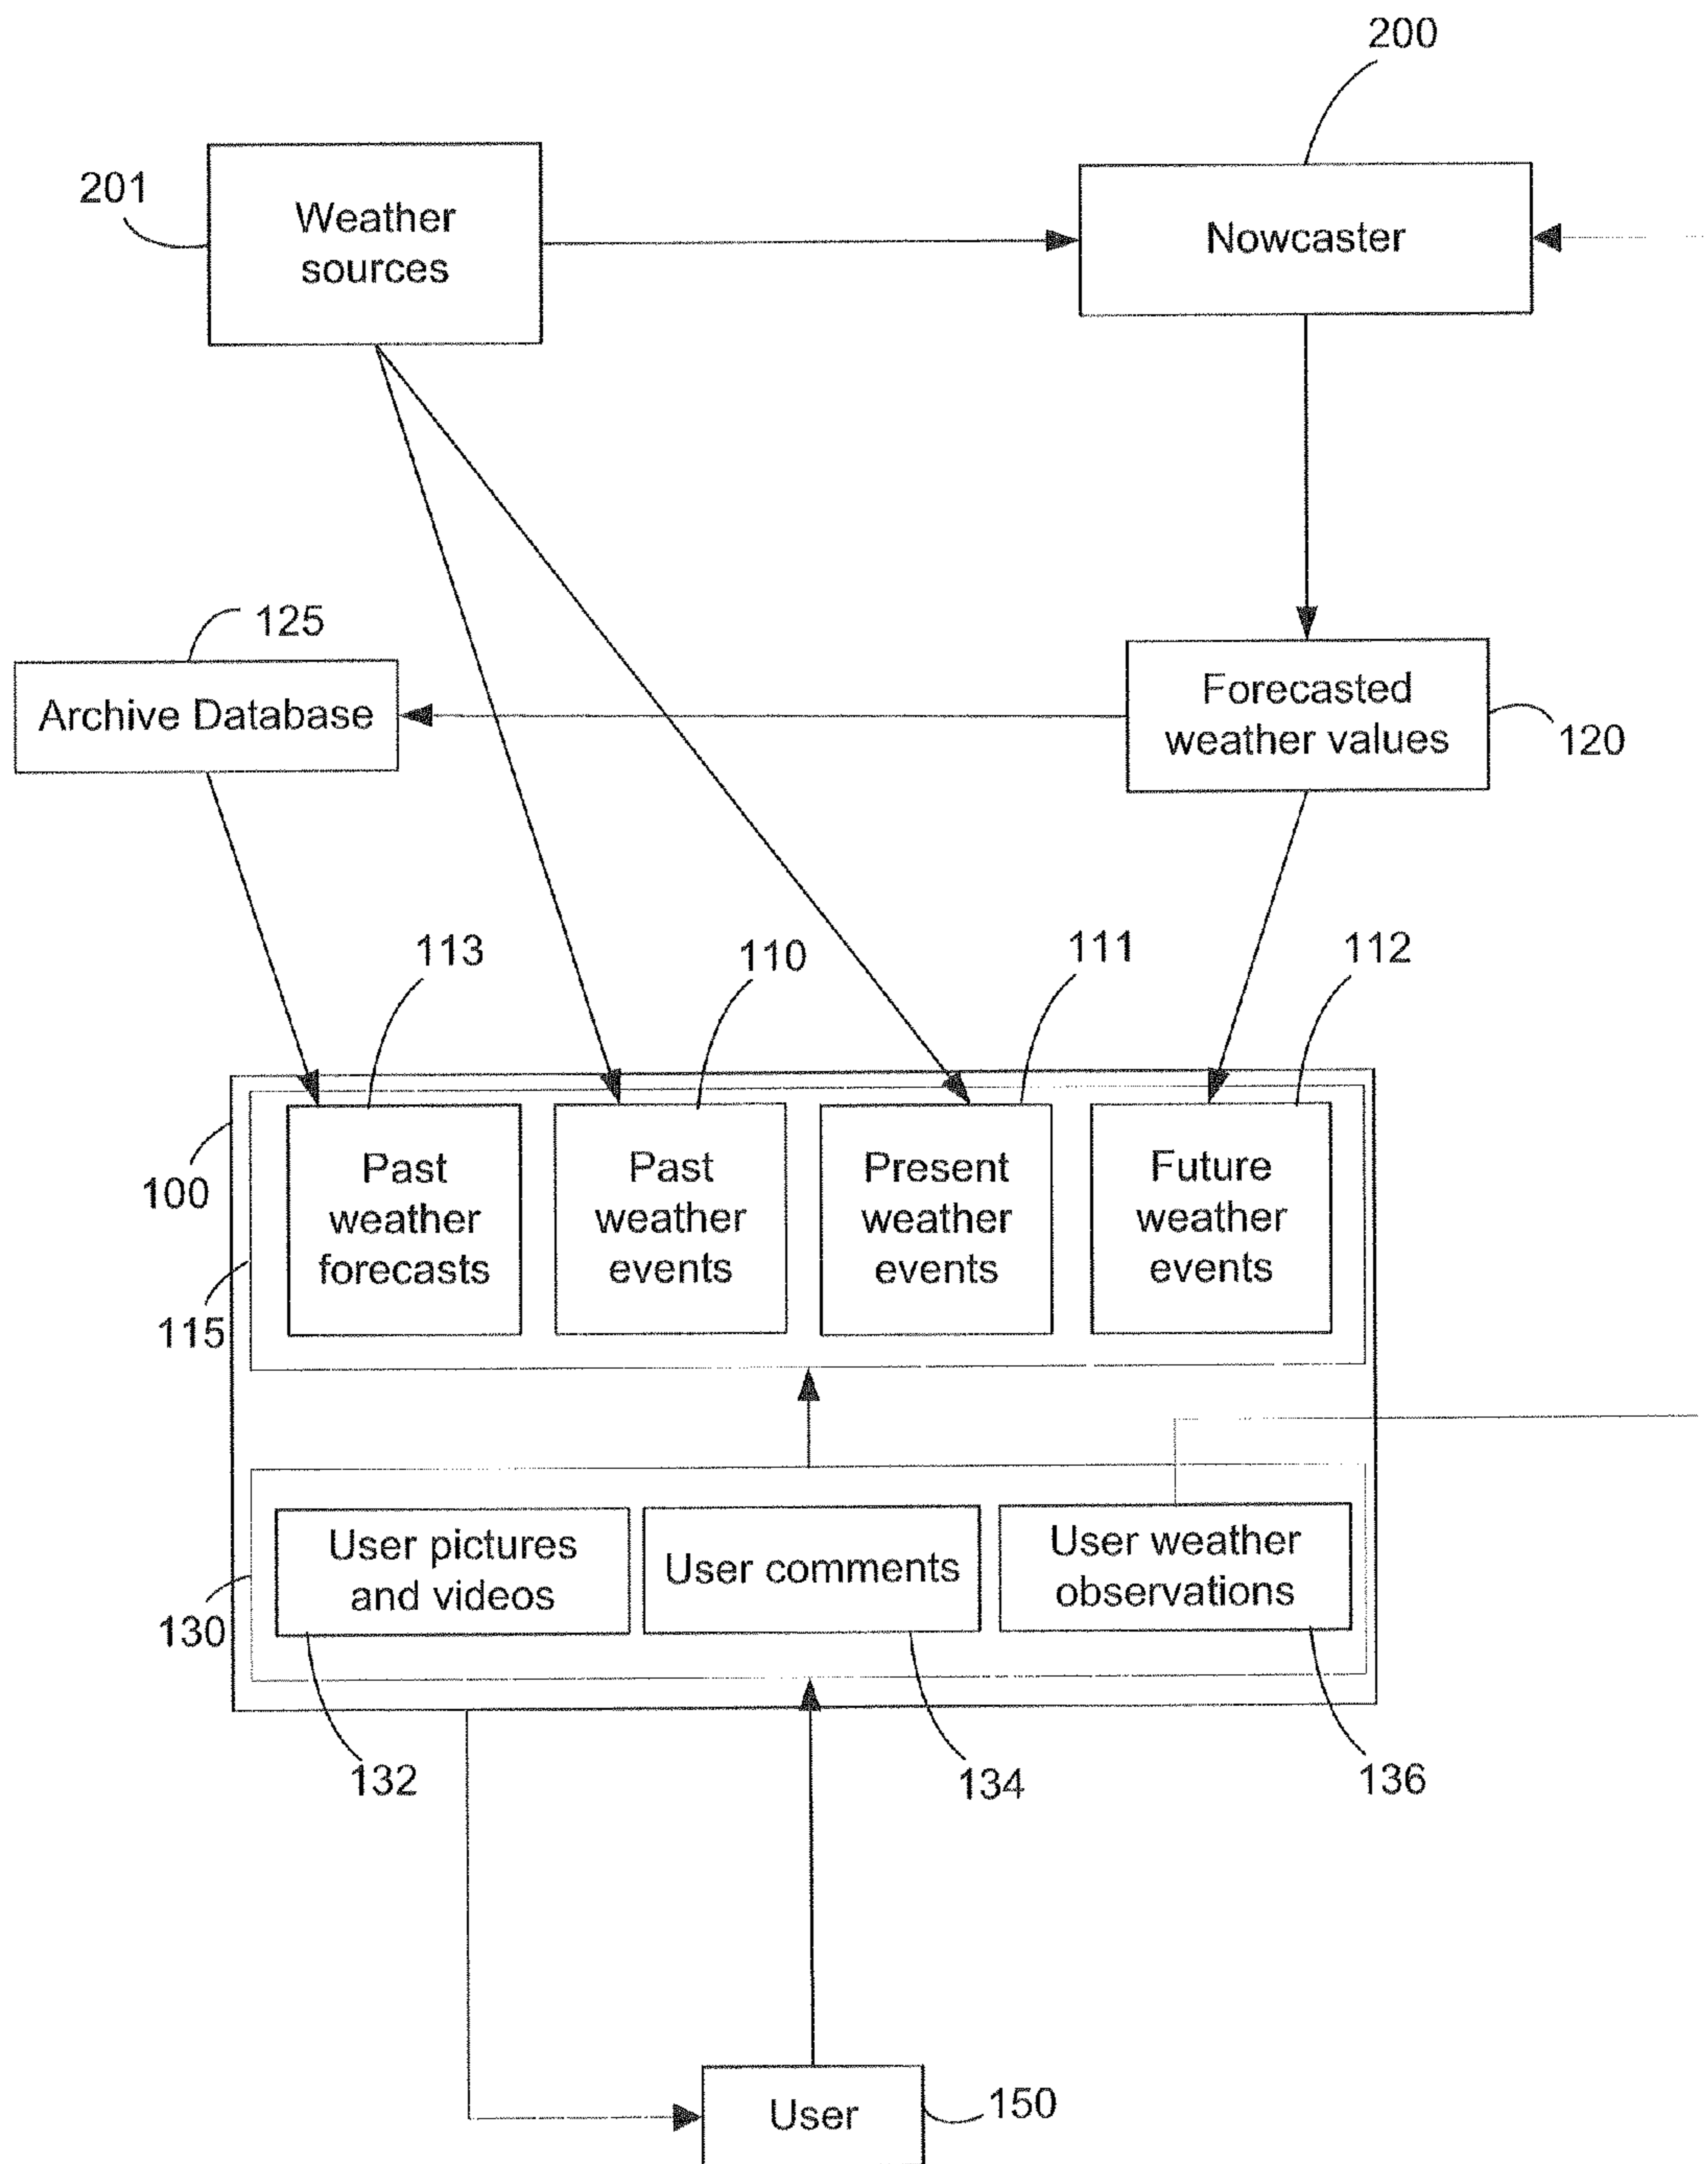 200
201
Weather
sources
Nowcaster
125
Archive Database
Forecasted
weather values
120
113
110
111
112
100
Past
weather
forecasts
Past
weather
events
Present
weather
events
Future
weather
events
115
User pictures
and videos
User comments
User weather
observations
130
132
134
136
User
150